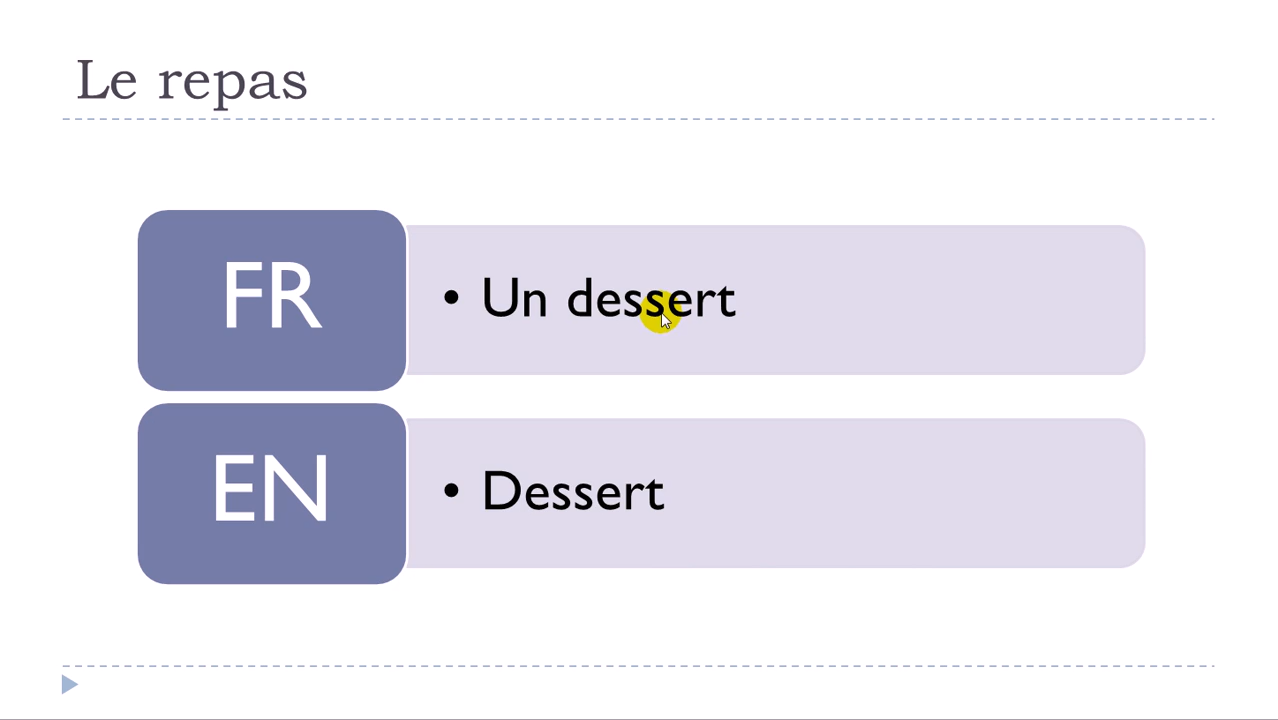 Le repas
FR
• Un dessert
EN
• Dessert